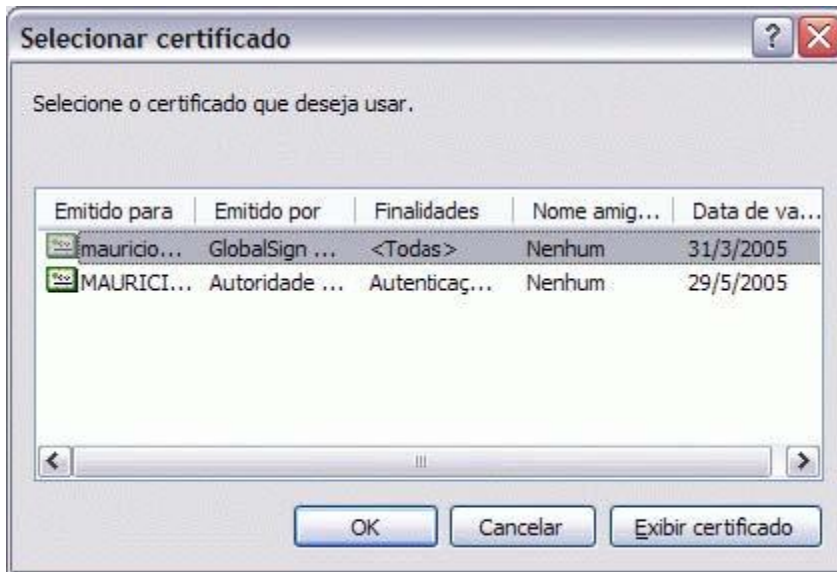 Selecionar certificado
Selecione o certificado que deseja usar.
Emitido para Emitido por Finalidades Nome amig... Data de va...
mauricio... GlobalSign ... <Todas> Nenhum 31/3/2005
MAURICI... Autoridade ... Autenticaç... Nenhum 29/5/2005
OK Cancelar Exibir certificado